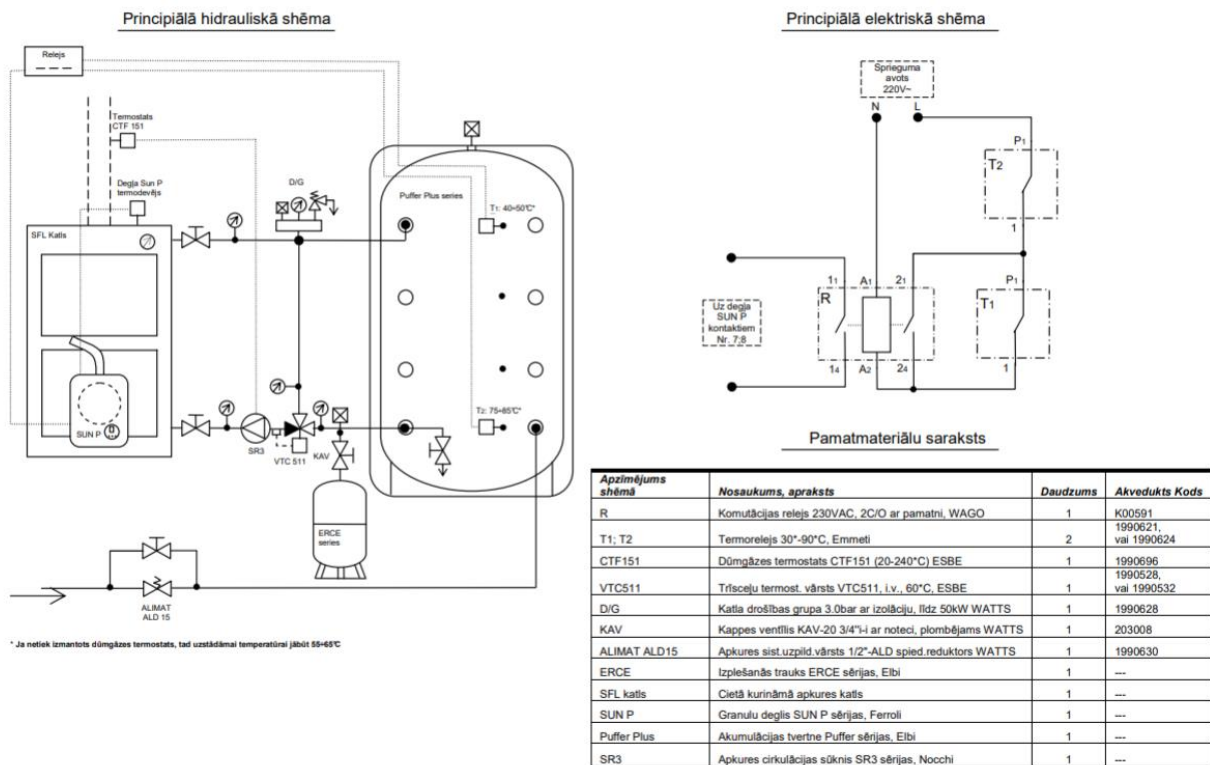 Principiālā hidrauliskā shēma
Relejs
Termostats
CTF 151
Degļa Sun P
termodevējs
SFL Katls
SUN P
D/G
SR3
VTC 511
KAV
ERCE
series
Puffer Plus series
T1: 40÷50°C*
T2: 75÷85°C*
ALIMAT
ALD 15
* Ja netiek izmantots dūmgāzes termostats, tad uzstādāmai temperatūrai jābūt 55÷65°C
Principiālā elektriskā shēma
Sprieguma
avots
220V~
N L
P1
T2
1
11 A1 21
R
P1
T1
1
14 A2 24
Uz degļa
SUN P
kontaktiem
Nr. 7;8
Pamatmateriālu saraksts
Apzīmējums
shēmā Nosaukums, apraksts Daudzums Akvedukts Kods
R Komutācijas relejs 230VAC, 2C/O ar pamatni, WAGO 1 K00591
T1; T2 Termorelejs 30°-90°C, Emmeti 2 1990621,
vai 1990624
CTF151 Dūmgāzes termostats CTF151 (20-240°C) ESBE 1 1990696
VTC511 Trīsceļu termost. vārsts VTC511, i.v., 60°C, ESBE 1 1990528,
vai 1990532
D/G Katla drošības grupa 3.0bar ar izolāciju, līdz 50kW WATTS 1 1990628
KAV Kappes ventīlis KAV-20 3/4"i-i ar noteci, plombējams WATTS 1 203008
ALIMAT ALD15 Apkures sist.uzpild.vārsts 1/2"-ALD spied.reduktors WATTS 1 1990630
ERCE Izplešanās trauks ERCE sērijas, Elbi 1 ---
SFL katls Cietā kurināmā apkures katls 1 ---
SUN P Granulu deglis SUN P sērijas, Ferroli 1 ---
Puffer Plus Akumulācijas tvertne Puffer sērijas, Elbi 1 ---
SR3 Apkures cirkulācijas sūknis SR3 sērijas, Nocchi 1 ---